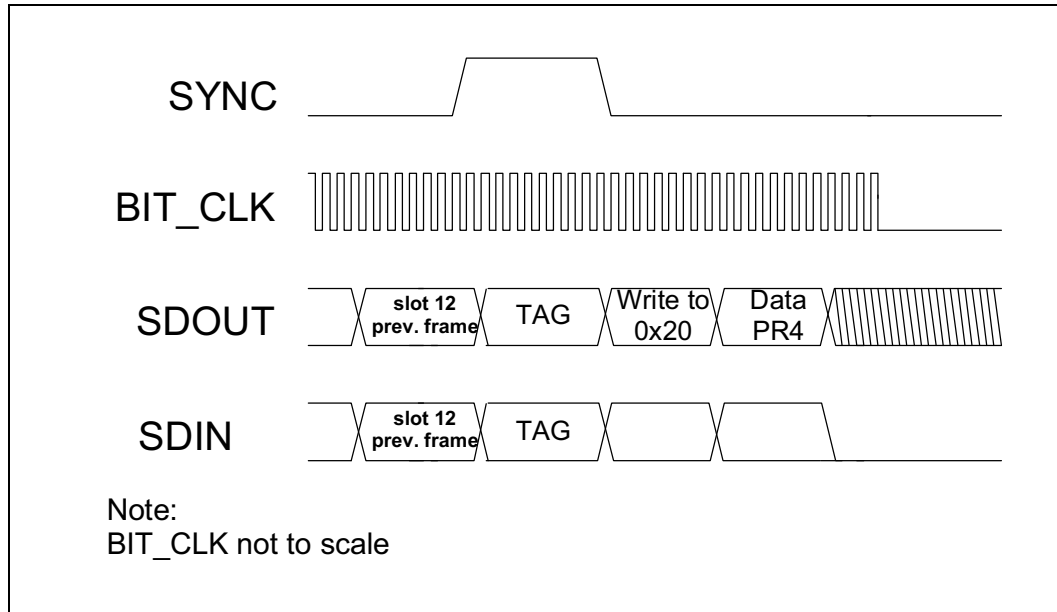 SYNC
BIT_CLK
SDOUT
slot 12
prev. frame
TAG
Write to
0x20
Data
PR4
SDIN
slot 12
prev. frame
TAG
Note:
BIT_CLK not to scale